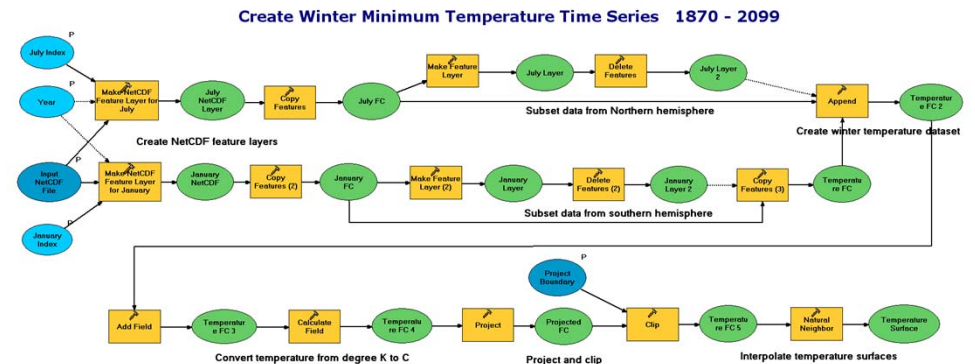 Create Winter Minimum Temperature Time Series 1870 - 2099
P
July Index
Make NetCDF
Feature Layer for
July
July
NetCDF
Layer
Copy
Features
July FC
Make Feature
Layer
July Layer
Delete
Features
July Layer
2
Append
Temperatur
e FC 2
P
Year
Subset data from Northern hemisphere
Create winter temperature dataset
Create NetCDF feature layers
P
Input
NetCDF
File
Make NetCDF
Feature Layer
for January
January
NetCDF
Copy
Features (2)
January
FC
Make Feature
Layer (2)
January
Layer
Delete
Features (2)
January
Layer 2
Copy
Features (3)
Temperatu
re FC
P
January
Index
Subset data from southern hemisphere
P
Project
Boundary
Add Field
Temperatur
e FC 3
Calculate
Field
Temperatu
re FC 4
Project
Projected
FC
Clip
Temperatu
re FC 5
Natural
Neighbor
Temperature
Surface
Convert temperature from degree K to C
Project and clip
Interpolate temperature surfaces